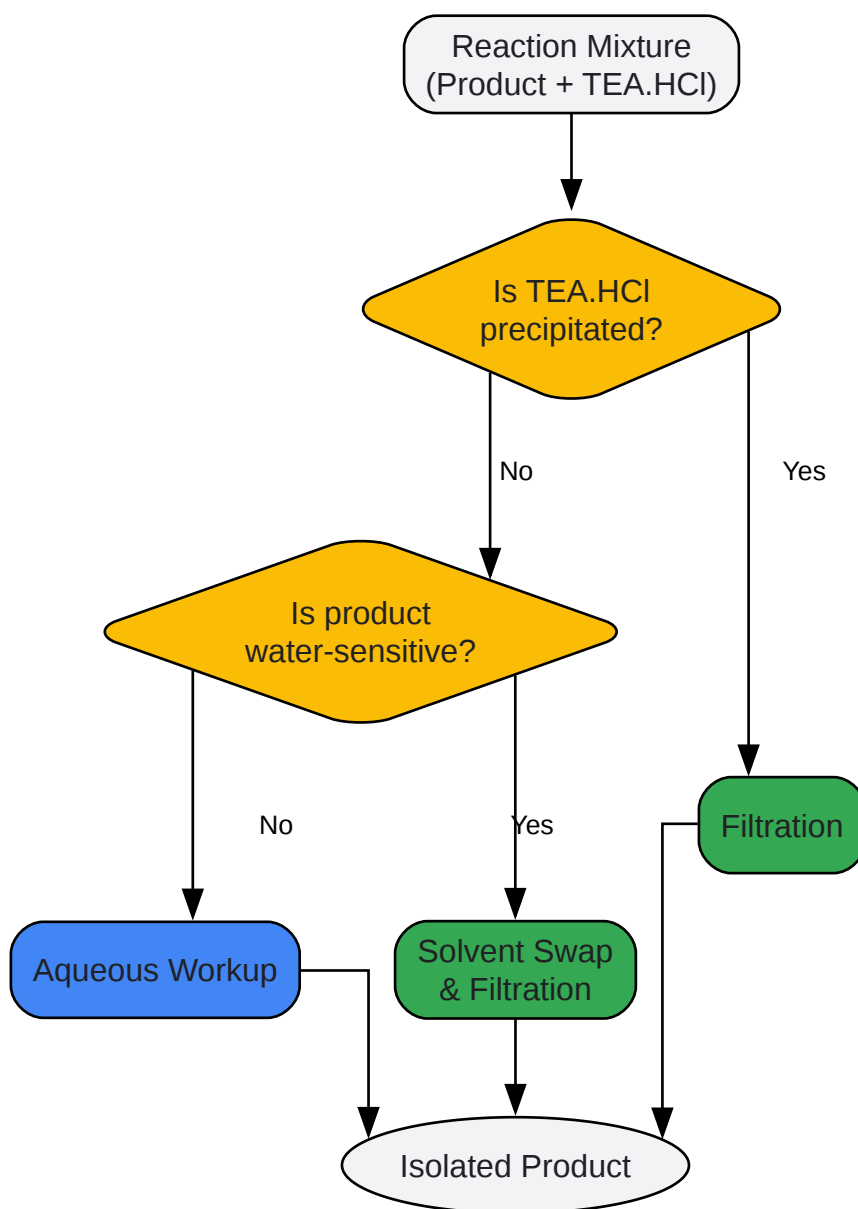 Reaction Mixture
(Product + TEA.HCl)
Is TEA.HCl
precipitated?
No
Yes
Is product
water-sensitive?
No
Yes
Filtration
Aqueous Workup
Solvent Swap
& Filtration
Isolated Product